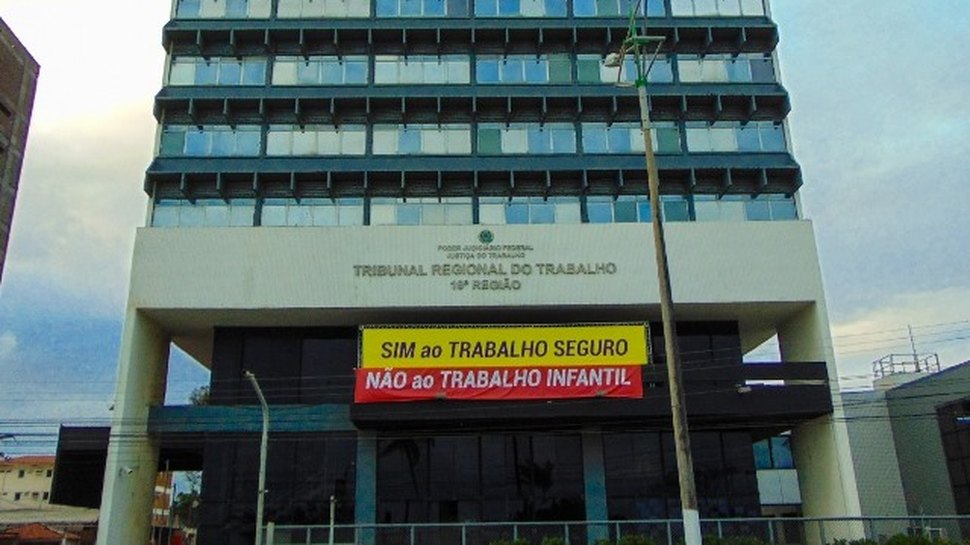 PODER JUDICIÁRIO FEDERAL
JUSTIÇA DO TRABALHO
TRIBUNAL REGIONAL DO TRABALHO
19ª REGIÃO
SIM ao TRABALHO SEGURO
NÃO ao TRABALHO INFANTIL